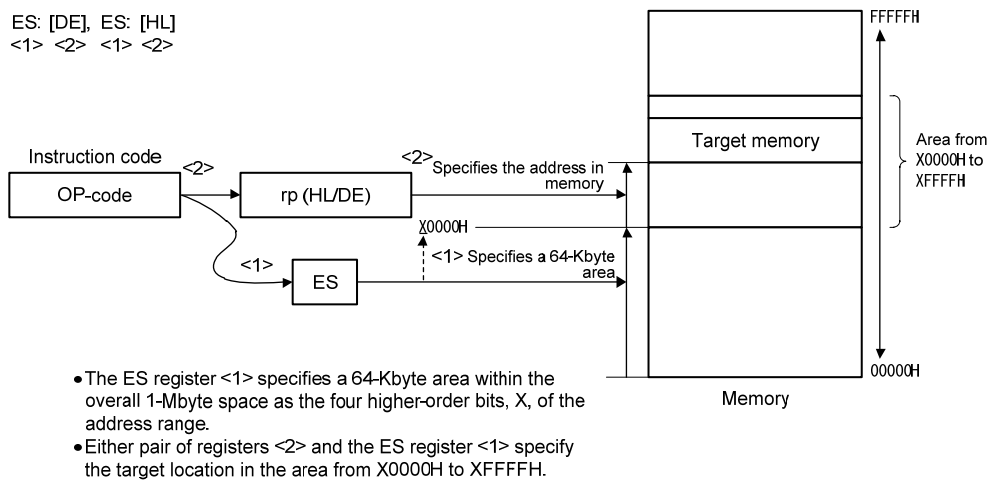 ES: [DE], ES: [HL]
<1> <2> <1> <2>
FFFFFH
Target memory
Area from
X0000H to
XFFFFH
Instruction code
OP-code
<2>
rp (HL/DE)
<2>
Specifies the address in
memory
X0000H
<1>
ES
<1> Specifies a 64-Kbyte
area
00000H
Memory
•The ES register <1> specifies a 64-Kbyte area within the
overall 1-Mbyte space as the four higher-order bits, X, of the
address range.
•Either pair of registers <2> and the ES register <1> specify
the target location in the area from X0000H to XFFFFH.